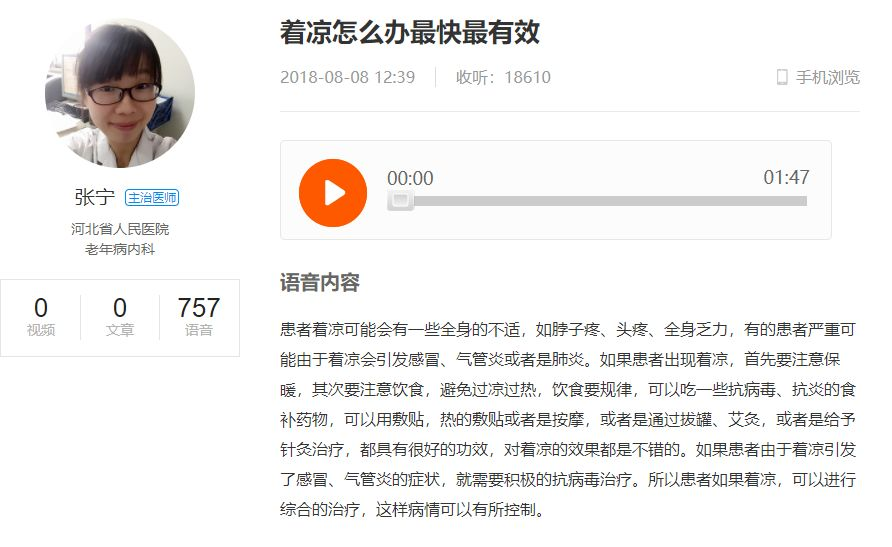 着凉怎么办最快最有效
2018-08-08 12:39
收听：18610
手机浏览
00:00
01:47
张宁 主治医师
河北省人民医院
老年病内科
0
视频
0
文章
757
语音
语音内容
患者着凉可能会有一些全身的不适，如脖子疼、头疼、全身乏力，有的患者严重可
能由于着凉会引发感冒、气管炎或者是肺炎。如果患者出现着凉，首先要注意保
暖，其次要注意饮食，避免过凉过热，饮食要规律，可以吃一些抗病毒、抗炎的食
补药物，可以用敷贴，热的敷贴或者是按摩，或者是通过拔罐、艾灸，或者是给予
针灸治疗，都具有很好的功效，对着凉的效果都是不错的。如果患者由于着凉引发
了感冒、气管炎的症状，就需要积极的抗病毒治疗。所以患者如果着凉，可以进行
综合的治疗，这样病情可以有所控制。